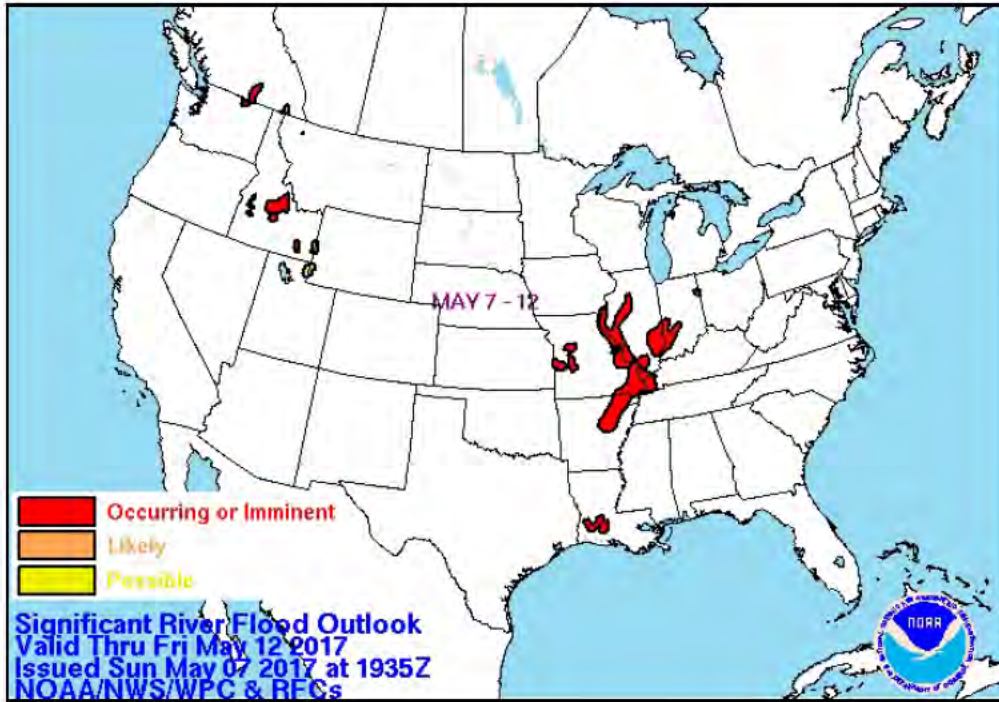 MAY 7 - 12
Occurring or Imminent
Likely
Possible
Significant River Flood Outlook
Valid Thru Fri May 12 2017
Issued Sun May 07 2017 at 1935Z
NOAA/NWS/WPC & RFCs
NOAA